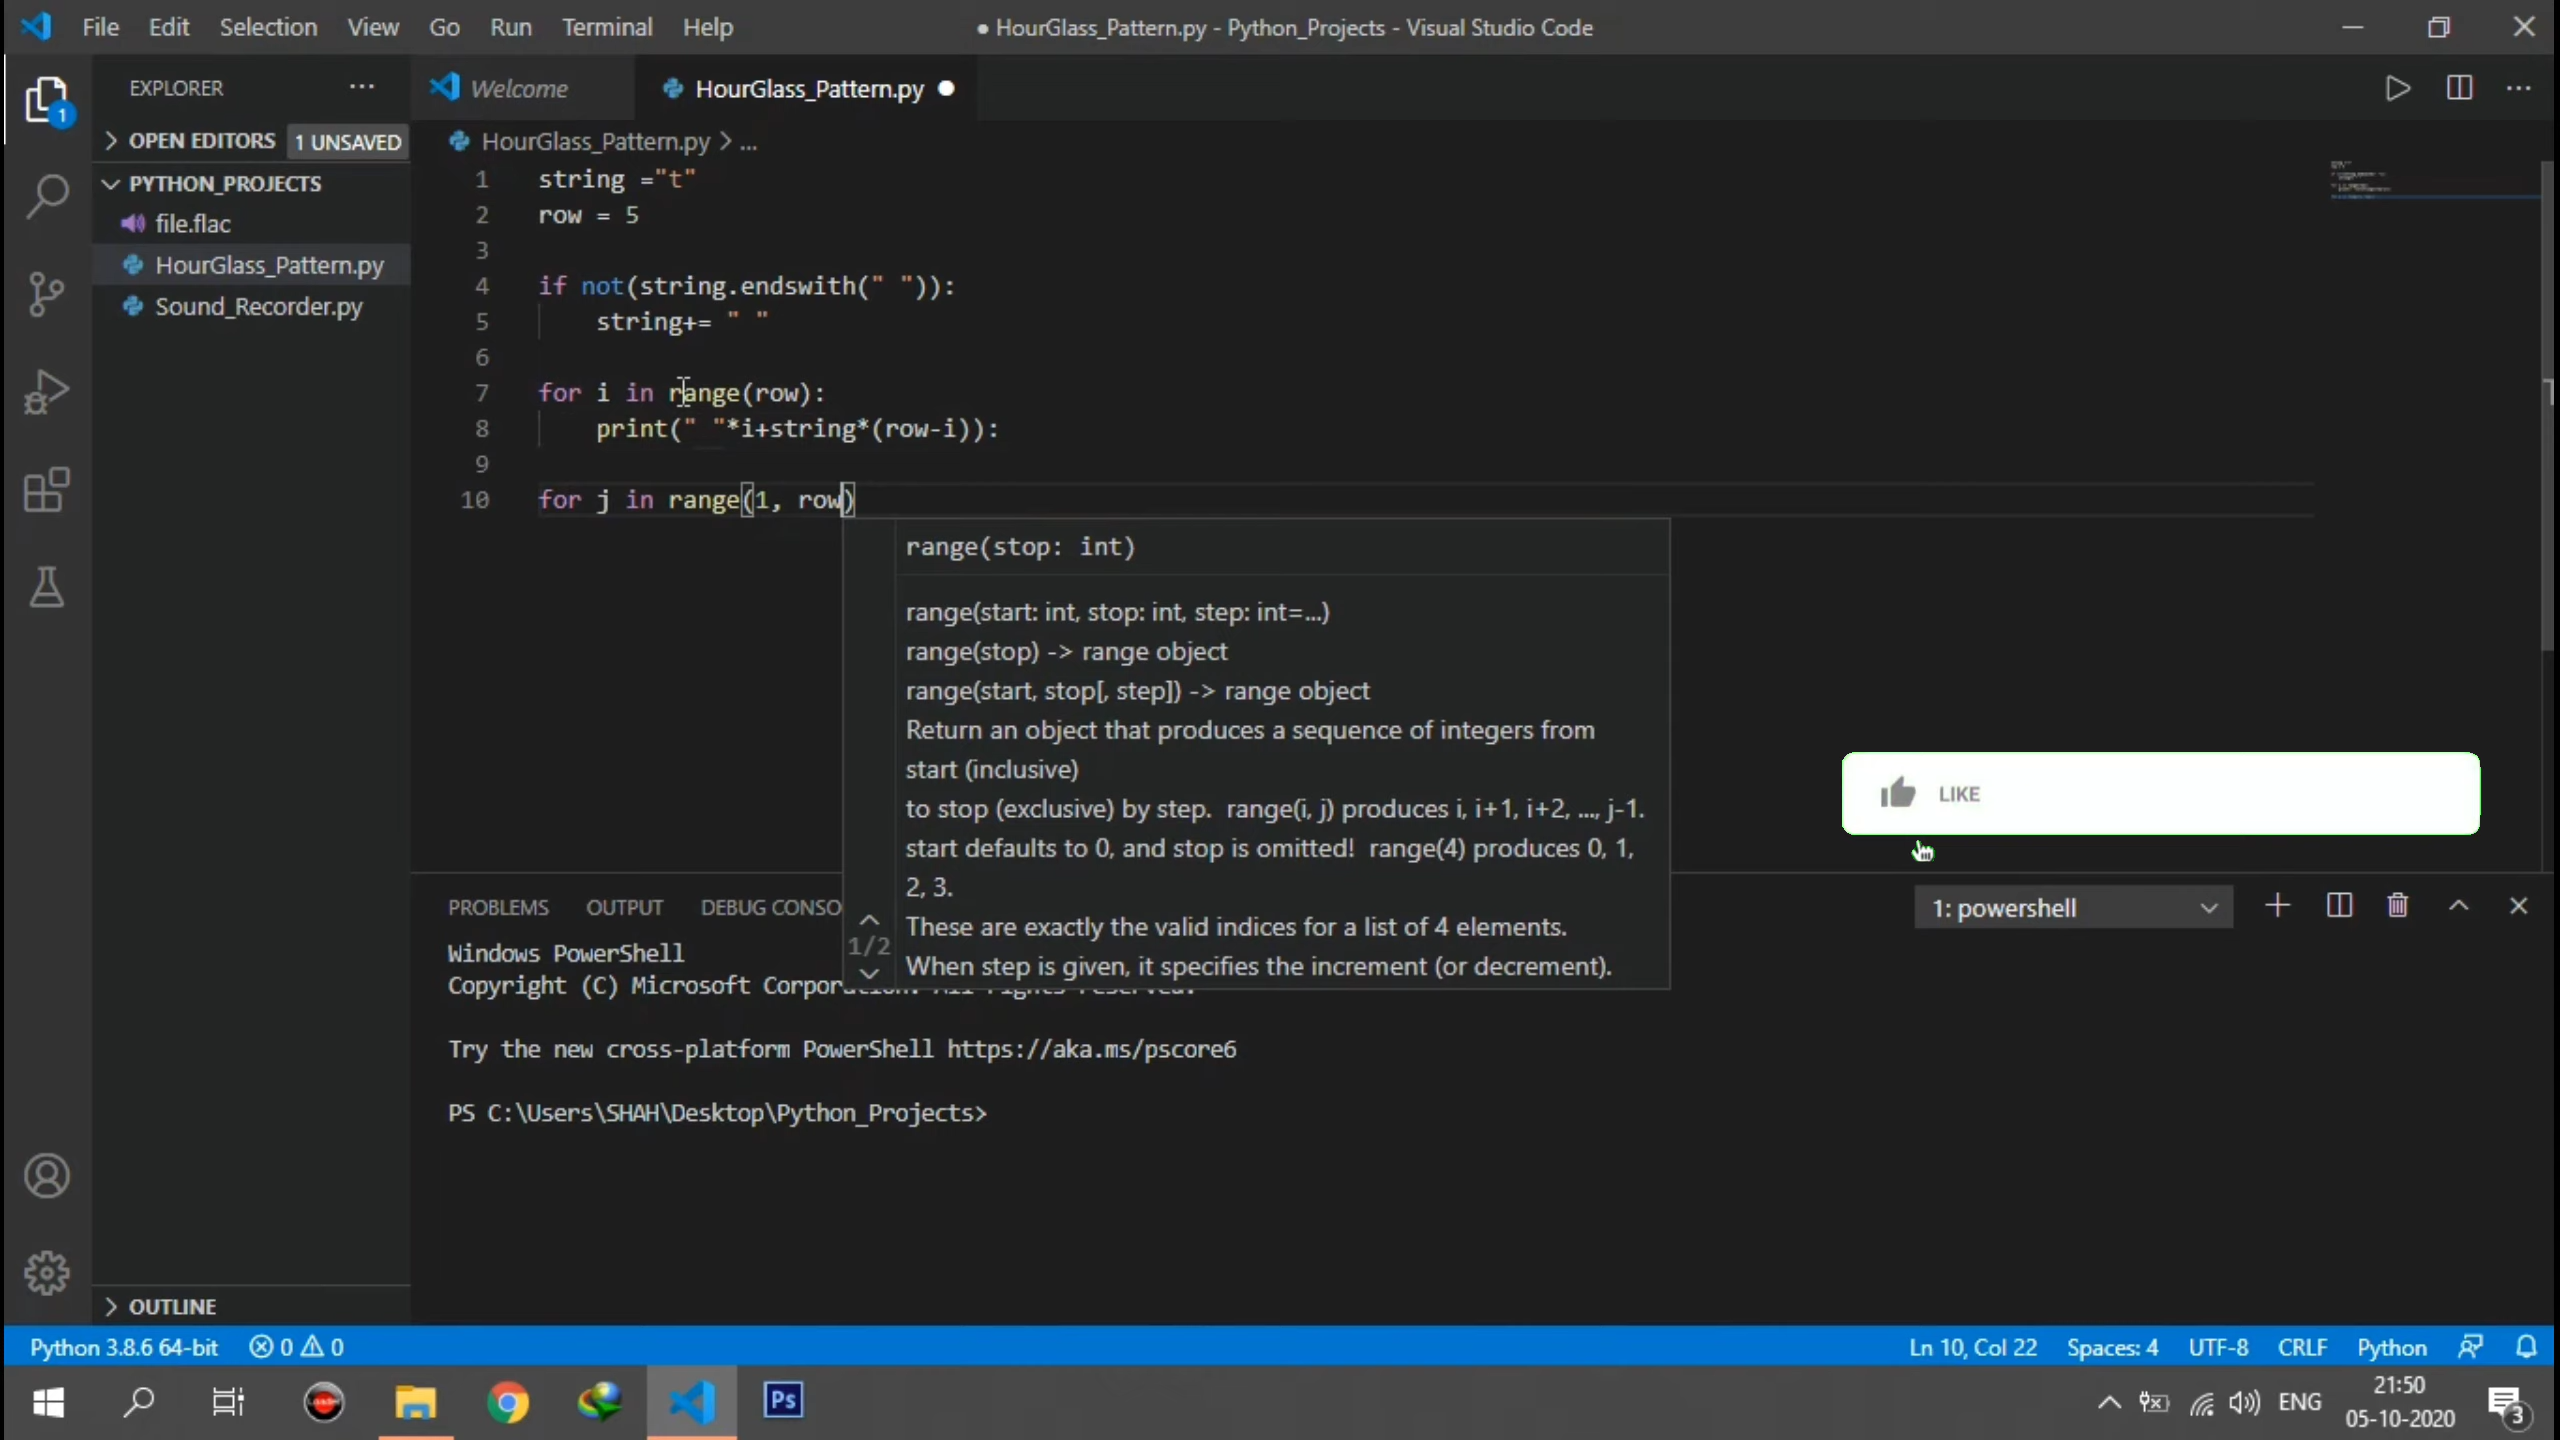 File Edit Selection View Go Run Terminal Help
● HourGlass_Pattern.py - Python_Projects - Visual Studio Code
EXPLORER ...
Welcome
HourGlass_Pattern.py
1
OPEN EDITORS 1 UNSAVED
PYTHON_PROJECTS
file.flac
HourGlass_Pattern.py
Sound_Recorder.py
OUTLINE
HourGlass_Pattern.py > ...
1 string ="t"
2 row = 5
3
4 if not(string.endswith(" ")):
5 string+= " "
6
7 for i in range(row):
8 print(" "*i+string*(row-i)):
9
10 for j in range(1, row)
range(stop: int)
range(start: int, stop: int, step: int=...)
range(stop) -> range object
range(start, stop[, step]) -> range object
Return an object that produces a sequence of integers from
start (inclusive)
to stop (exclusive) by step. range(i, j) produces i, i+1, i+2, ..., j-1.
start defaults to 0, and stop is omitted! range(4) produces 0, 1,
2, 3.
These are exactly the valid indices for a list of 4 elements.
When step is given, it specifies the increment (or decrement).
1/2
LIKE
PROBLEMS OUTPUT DEBUG CONSO
1: powershell
Windows PowerShell
Copyright (C) Microsoft Corporation. All rights reserved.
Try the new cross-platform PowerShell https://aka.ms/pscore6
PS C:\Users\SHAH\Desktop\Python_Projects>
Python 3.8.6 64-bit 0 0
Ln 10, Col 22 Spaces: 4 UTF-8 CRLF Python
Ps
ENG
21:50
05-10-2020
3